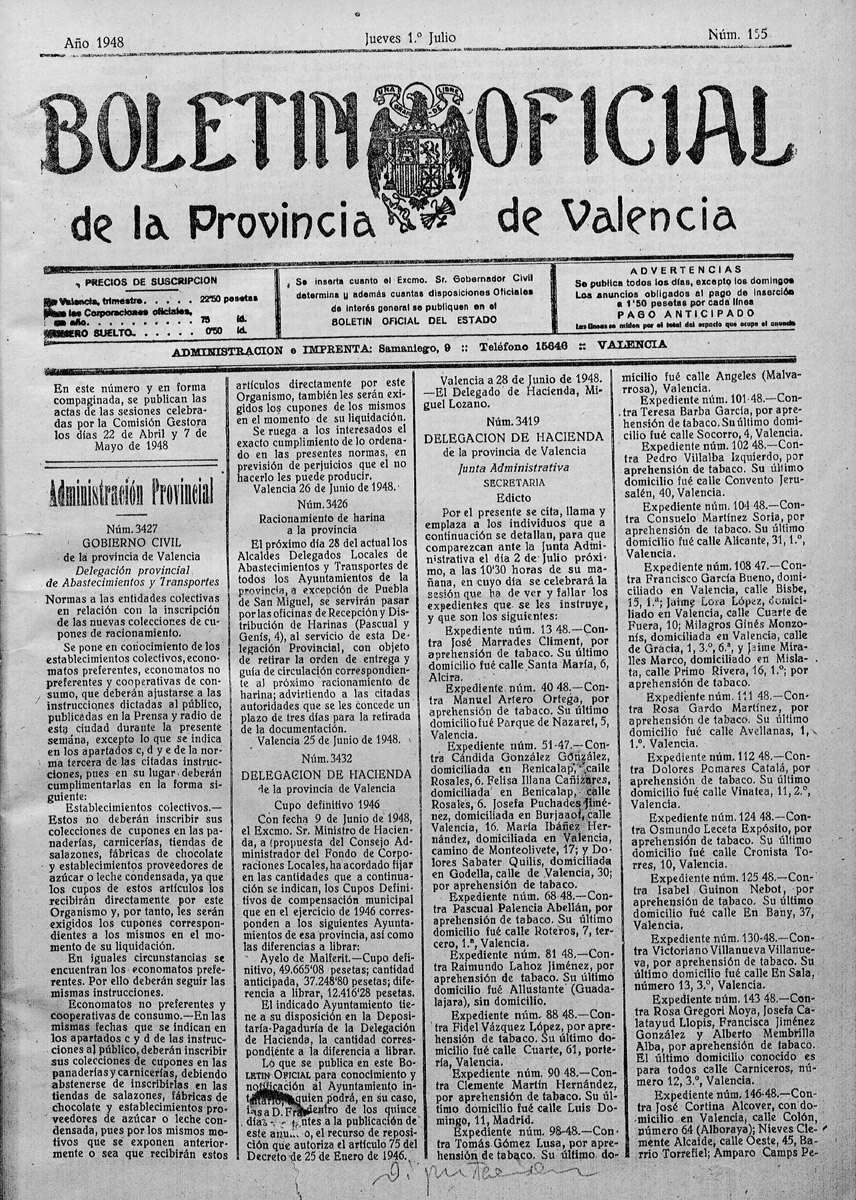 Año 1948
Jueves 1.º Julio
Núm. 155
BOLETIN OFICIAL
UNA GRANDE LIBRE
de la Provincia de Valencia
PRECIOS DE SUSCRIPCION
En Valencia, trimestre. . . . . 22'50 pesetas
Para las Corporaciones oficiales,
un año. . . . . . . . . . 75 id.
NUMERO SUELTO. . . . . . 0'50 id.
Se inserta cuanto el Excmo. Sr. Gobernador Civil
determina y además cuantas disposiciones Oficiales
de interés general se publiquen en el
BOLETIN OFICIAL DEL ESTADO
ADVERTENCIAS
Se publica todos los días, excepto los domingos
Los anuncios obligados al pago de inserción
a 1'50 pesetas por cada línea
PAGO ANTICIPADO
Las líneas se miden por el total del espacio que ocupe el anuncio
ADMINISTRACION e IMPRENTA: Samaniego, 9 :: Teléfono 15646 :: VALENCIA
En este número y en forma
compaginada, se publican las
actas de las sesiones celebra-
das por la Comisión Gestora
los días 22 de Abril y 7 de
Mayo de 1948
Administración Provincial
Núm. 3427
GOBIERNO CIVIL
de la provincia de Valencia
Delegación provincial
de Abastecimientos y Transportes
Normas a las entidades colectivas
en relación con la inscripción
de las nuevas colecciones de cu-
pones de racionamiento.
Se pone en conocimiento de los
establecimientos colectivos, econo-
matos preferentes, economatos no
preferentes y cooperativas de con-
sumo, que deberán ajustarse a las
instrucciones dictadas al público,
publicadas en la Prensa y radio de
esta ciudad durante la presente
semana, excepto lo que se indica
en los apartados c, d y e de la nor-
ma tercera de las citadas instruc-
ciones, pues en su lugar deberán
cumplimentarlas en la forma si-
guiente:
Establecimientos colectivos.—
Estos no deberán inscribir sus
colecciones de cupones en las pa-
naderías, carnicerías, tiendas de
salazones, fábricas de chocolate
y establecimientos proveedores de
azúcar o leche condensada, ya que
los cupos de estos artículos los
recibirán directamente por este
Organismo y, por tanto, les serán
exigidos los cupones correspon-
dientes a los mismos en el mo-
mento de su liquidación.
En iguales circunstancias se
encuentran los economatos prefe-
rentes. Por ello deberán seguir las
mismas instrucciones.
Economatos no preferentes y
cooperativas de consumo.—En las
mismas fechas que se indican en
los apartados c y d de las instruc-
ciones al público, deberán inscribir
sus colecciones de cupones en las
panaderías y carnicerías, debiendo
abstenerse de inscribirlas en las
tiendas de salazones, fábricas de
chocolate y establecimientos pro-
veedores de azúcar o leche con-
densada, pues por los mismos mo-
tivos que se exponen anterior-
mente o sea que recibirán estos
artículos directamente por este
Organismo, también les serán exi-
gidos los cupones de los mismos
en el momento de su liquidación.
Se ruega a los interesados el
exacto cumplimiento de lo ordena-
do en las presentes normas, en
previsión de perjuicios que el no
hacerlo les puede producir.
Valencia 26 de Junio de 1948.
Núm. 3426
Racionamiento de harina
a la provincia
El próximo día 28 del actual los
Alcaldes Delegados Locales de
Abastecimientos y Transportes de
todos los Ayuntamientos de la
provincia, a excepción de Puebla
de San Miguel, se servirán pasar
por las oficinas de Recepción y Dis-
tribución de Harinas (Pascual y
Genís, 4), al servicio de esta De-
legación Provincial, con objeto
de retirar la orden de entrega y
guía de circulación correspondien-
te al próximo racionamiento de
harina; advirtiendo a las citadas
autoridades que se les concede un
plazo de tres días para la retirada
de la documentación.
Valencia 25 de Junio de 1948.
Núm. 3432
DELEGACION DE HACIENDA
de la provincia de Valencia
Cupo definitivo 1946
Con fecha 9 de Junio de 1948,
el Excmo. Sr. Ministro de Hacien-
da, a propuesta del Consejo Ad-
ministrador del Fondo de Corpo-
raciones Locales, ha acordado fijar
en las cantidades que a continua-
ción se indican, los Cupos Defini-
tivos de compensación municipal
que en el ejercicio de 1946 corres-
ponden a los siguientes Ayunta-
mientos de esa provincia, así como
las diferencias a librar:
Ayelo de Malferit.—Cupo defi-
nitivo, 49.665'08 pesetas; cantidad
anticipada, 37.248'80 pesetas; dife-
rencia a librar, 12.416'28 pesetas.
El indicado Ayuntamiento tie-
ne a su disposición en la Deposi-
taría-Pagaduría de la Delegación
de Hacienda, la cantidad corres-
pondiente a la diferencia a librar.
Lo que se publica en este BO-
LETIN OFICIAL para conocimiento y
notificación al Ayuntamiento in-
quien podrá, en su caso,
dentro de los quince
días a la publicación de
este o, el recurso de reposi-
ción que autoriza el artículo 75 del
Decreto de 25 de Enero de 1946.
Valencia a 28 de Junio de 1948.
—El Delegado de Hacienda, Mi-
guel Lozano.
Núm. 3419
DELEGACION DE HACIENDA
de la provincia de Valencia
Junta Administrativa
SECRETARIA
Edicto
Por el presente se cita, llama y
emplaza a los individuos que a
continuación se detallan, para que
comparezcan ante la Junta Admi-
nistrativa el día 2 de Julio próxi-
mo, a las 10'30 horas de su ma-
ñana, en cuyo día se celebrará la
sesión que ha de ver y fallar los
expedientes que se les instruye,
y que son los siguientes:
Expediente núm. 13 48.—Con-
tra José Marrades Climent, por
aprehensión de tabaco. Su último
domicilio fué calle Santa María, 6,
Alcira.
Expediente núm. 40 48.—Con-
tra Manuel Artero Ortega, por
aprehensión de tabaco. Su último
domicilio fué Parque de Nazaret, 5,
Valencia.
Expediente núm. 51-47.—Con-
tra Cándida González González,
domiciliada en Benicalap, calle
Rosales, 6. Felisa Illana Cañizares,
domiciliada en Benicalap, calle
Rosales, 6. Josefa Puchades Jimé-
nez, domiciliada en Burjasot, calle
Valencia, 16. María Ibáñez Her-
nández, domiciliada en Valencia,
camino de Monteolivete, 17; y Do-
lores Sabater Quilis, domiciliada
en Godella, calle de Valencia, 30;
por aprehensión de tabaco.
Expediente núm. 68 48.—Con-
tra Pascual Palencia Abellán, por
aprehensión de tabaco. Su último
domicilio fué calle Roteros, 7, ter-
cero, 1.ª, Valencia.
Expediente núm. 81 48.—Con-
tra Raimundo Lahoz Jiménez, por
aprehensión de tabaco. Su último
domicilio fué Allustante (Guada-
lajara), sin domicilio.
Expediente núm. 88 48.—Con-
tra Fidel Vázquez López, por apre-
hensión de tabaco. Su último do-
micilio fué calle Cuarte, 61, porte-
ría, Valencia.
Expediente núm. 90 48.—Con-
tra Clemente Martín Hernández,
por aprehensión de tabaco. Su úl-
timo domicilio fué calle Luis Do-
mingo, 11, Madrid.
Expediente núm. 98-48.—Con-
tra Tomás Gómez Lusa, por apre-
hensión de tabaco. Su último do-
micilio fué calle Angeles (Malva-
rrosa), Valencia.
Expediente núm. 101 48.—Con-
tra Teresa Barba García, por apre-
hensión de tabaco. Su último domi-
cilio fué calle Socorro, 4, Valencia.
Expediente núm. 102 48.—Con-
tra Pedro Villalba Izquierdo, por
aprehensión de tabaco. Su último
domicilio fué calle Convento Jeru-
salén, 40, Valencia.
Expediente núm. 104 48.—Con-
tra Consuelo Martínez Soria, por
aprehensión de tabaco. Su último
domicilio fué calle Alicante, 31, 1.º,
Valencia.
Expediente núm. 108 47.—Con-
tra Francisco García Bueno, domi-
ciliado en Valencia, calle Bisbe,
15, 1.ª; Jaime Lora López, domici-
liado en Valencia, calle Cuarte de
Fuera, 10; Milagros Ginés Monzo-
nís, domiciliada en Valencia, calle
de Gracia, 1, 3.º, 6.ª, y Jaime Mira-
lles Marco, domiciliado en Misla-
ta, calle Primo Rivera, 16, 1.º; por
aprehensión de tabaco.
Expediente núm. 111 48.—Con-
tra Rosa Gardo Martínez, por
aprehensión de tabaco. Su último
domicilio fué calle Avellanas, 1,
1.º, Valencia.
Expediente núm. 112 48.—Con-
tra Dolores Pomares Catalá, por
aprehensión de tabaco. Su último
domicilio fué calle Vinatea, 11, 2.º,
Valencia.
Expediente núm. 124 48.—Con-
tra Osmundo Leceta Expósito, por
aprehensión de tabaco. Su último
domicilio fué calle Cronista To-
rres, 10, Valencia.
Expediente núm. 125 48.—Con-
tra Isabel Guinon Nebot, por
aprehensión de tabaco. Su último
domicilio fué calle En Bany, 37,
Valencia.
Expediente núm. 130-48.—Con-
tra Victoriano Villanueva Villanue-
va, por aprehensión de tabaco. Su
último domicilio fué calle En Sala,
número 13, 3.º, Valencia.
Expediente núm. 143 48.—Con-
tra Rosa Gregori Moya, Josefa Ca-
latayud Llopis, Francisca Jiménez
González y Alberto Membrilla
Alba, por aprehensión de tabaco.
El último domicilio conocido es
para todos calle Carniceros, nú-
mero 12, 3.º, Valencia.
Expediente núm. 146-48.—Con-
tra José Cortina Alcover, con do-
micilio en Valencia, calle Colón,
número 64 (Alboraya); Nieves Cle-
mente Alcaide, calle Oeste, 45, Ba-
rrio Torrefiel; Amparo Camps Pe-
Diputacion